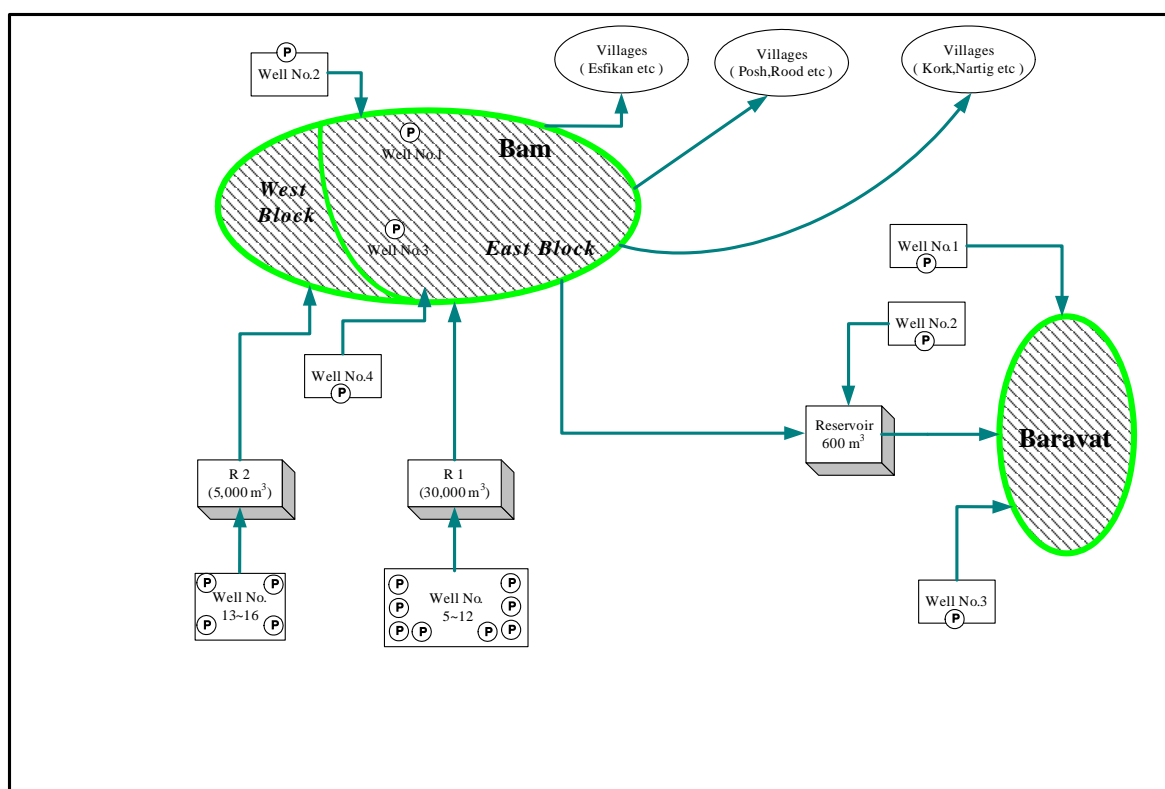 P
Well No.2
Villages
( Esfikan etc )
Villages
( Posh,Rood etc )
Villages
( Kork,Nartig etc )
P
Well No.1
Bam
West
Block
P
Well No.3
East Block
Well No.1
P
Well No.2
P
Well No.4
P
Reservoir
600 m³
Baravat
R 2
(5,000 m³)
R 1
(30,000 m³)
P P
Well No.
13~16
P P
P P
Well No.
P P
5~12
P P P P
Well No.3
P